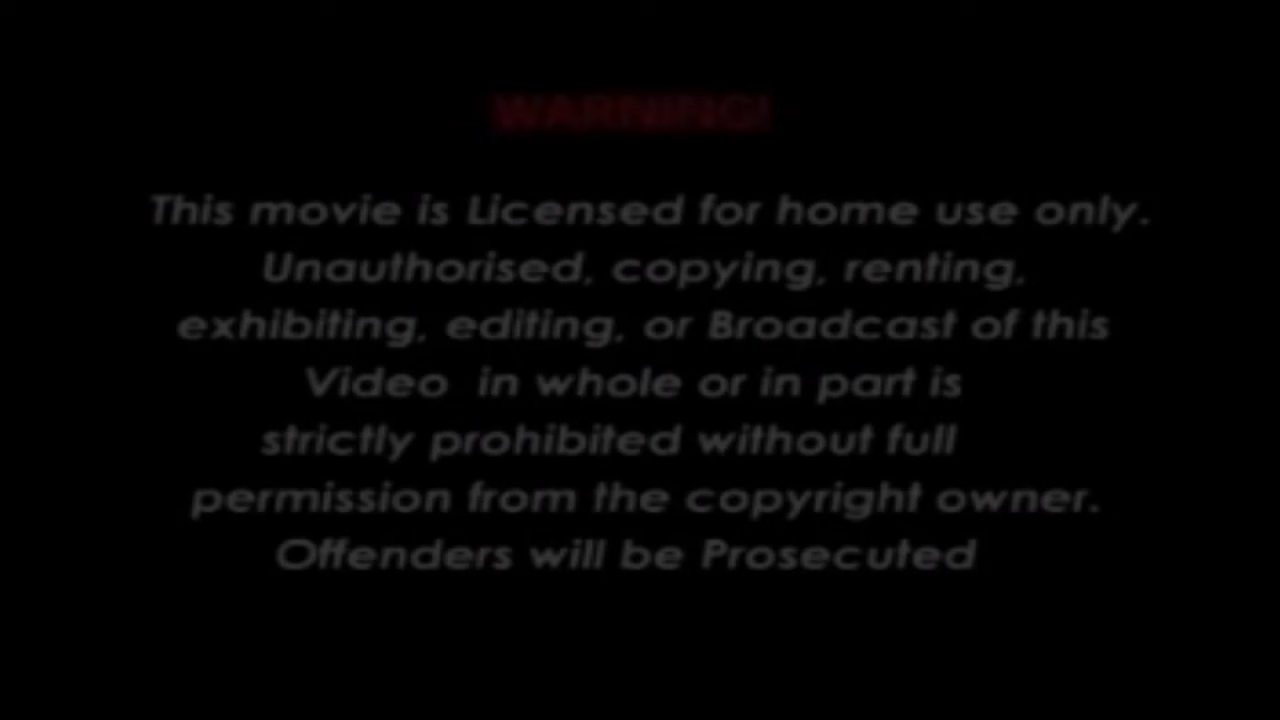 WARNING!
This movie is Licensed for home use only.
Unauthorised, copying, renting,
exhibiting, editing, or Broadcast of this
Video in whole or in part is
strictly prohibited without full
permission from the copyright owner.
Offenders will be Prosecuted